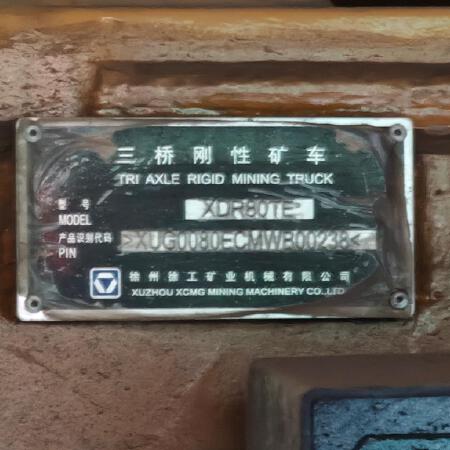 三桥刚性矿车
TRI AXLE RIGID MINING TRUCK
型号 XDR80TE
MODEL
产品识别代码 >XUG0080ECMWB00238<
PIN
徐州徐工矿业机械有限公司
XUZHOU XCMG MINING MACHINERY CO.,LTD